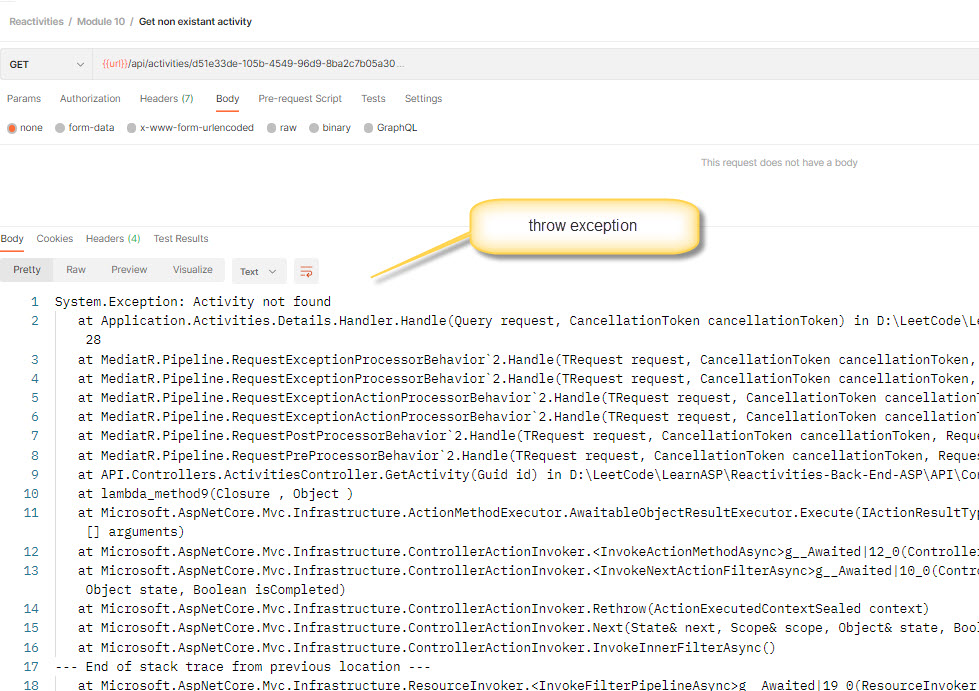 Reactivities / Module 10 / Get non existant activity
GET {{url}}/api/activities/d51e33de-105b-4549-96d9-8ba2c7b05a30...
Params Authorization Headers (7) Body Pre-request Script Tests Settings
none form-data x-www-form-urlencoded raw binary GraphQL
This request does not have a body
throw exception
Body Cookies Headers (4) Test Results
Pretty Raw Preview Visualize Text
1 System.Exception: Activity not found
2 at Application.Activities.Details.Handler.Handle(Query request, CancellationToken cancellationToken) in D:\LeetCode\Le
28
3 at MediatR.Pipeline.RequestExceptionProcessorBehavior`2.Handle(TRequest request, CancellationToken cancellationToken,
4 at MediatR.Pipeline.RequestExceptionProcessorBehavior`2.Handle(TRequest request, CancellationToken cancellationToken,
5 at MediatR.Pipeline.RequestExceptionActionProcessorBehavior`2.Handle(TRequest request, CancellationToken cancellationT
6 at MediatR.Pipeline.RequestExceptionActionProcessorBehavior`2.Handle(TRequest request, CancellationToken cancellationT
7 at MediatR.Pipeline.RequestPostProcessorBehavior`2.Handle(TRequest request, CancellationToken cancellationToken, Reque
8 at MediatR.Pipeline.RequestPreProcessorBehavior`2.Handle(TRequest request, CancellationToken cancellationToken, Reques
9 at API.Controllers.ActivitiesController.GetActivity(Guid id) in D:\LeetCode\LearnASP\Reactivities-Back-End-ASP\API\Con
10 at lambda_method9(Closure , Object )
11 at Microsoft.AspNetCore.Mvc.Infrastructure.ActionMethodExecutor.AwaitableObjectResultExecutor.Execute(IActionResultTyp
[] arguments)
12 at Microsoft.AspNetCore.Mvc.Infrastructure.ControllerActionInvoker.<InvokeActionMethodAsync>g__Awaited|12_0(Controller
13 at Microsoft.AspNetCore.Mvc.Infrastructure.ControllerActionInvoker.<InvokeNextActionFilterAsync>g__Awaited|10_0(Contro
Object state, Boolean isCompleted)
14 at Microsoft.AspNetCore.Mvc.Infrastructure.ControllerActionInvoker.Rethrow(ActionExecutedContextSealed context)
15 at Microsoft.AspNetCore.Mvc.Infrastructure.ControllerActionInvoker.Next(State& next, Scope& scope, Object& state, Bool
16 at Microsoft.AspNetCore.Mvc.Infrastructure.ControllerActionInvoker.InvokeInnerFilterAsync()
17 --- End of stack trace from previous location ---
18 at Microsoft.AspNetCore.Mvc.Infrastructure.ResourceInvoker.<InvokeFilterPipelineAsync>g__Awaited|19_0(ResourceInvoker